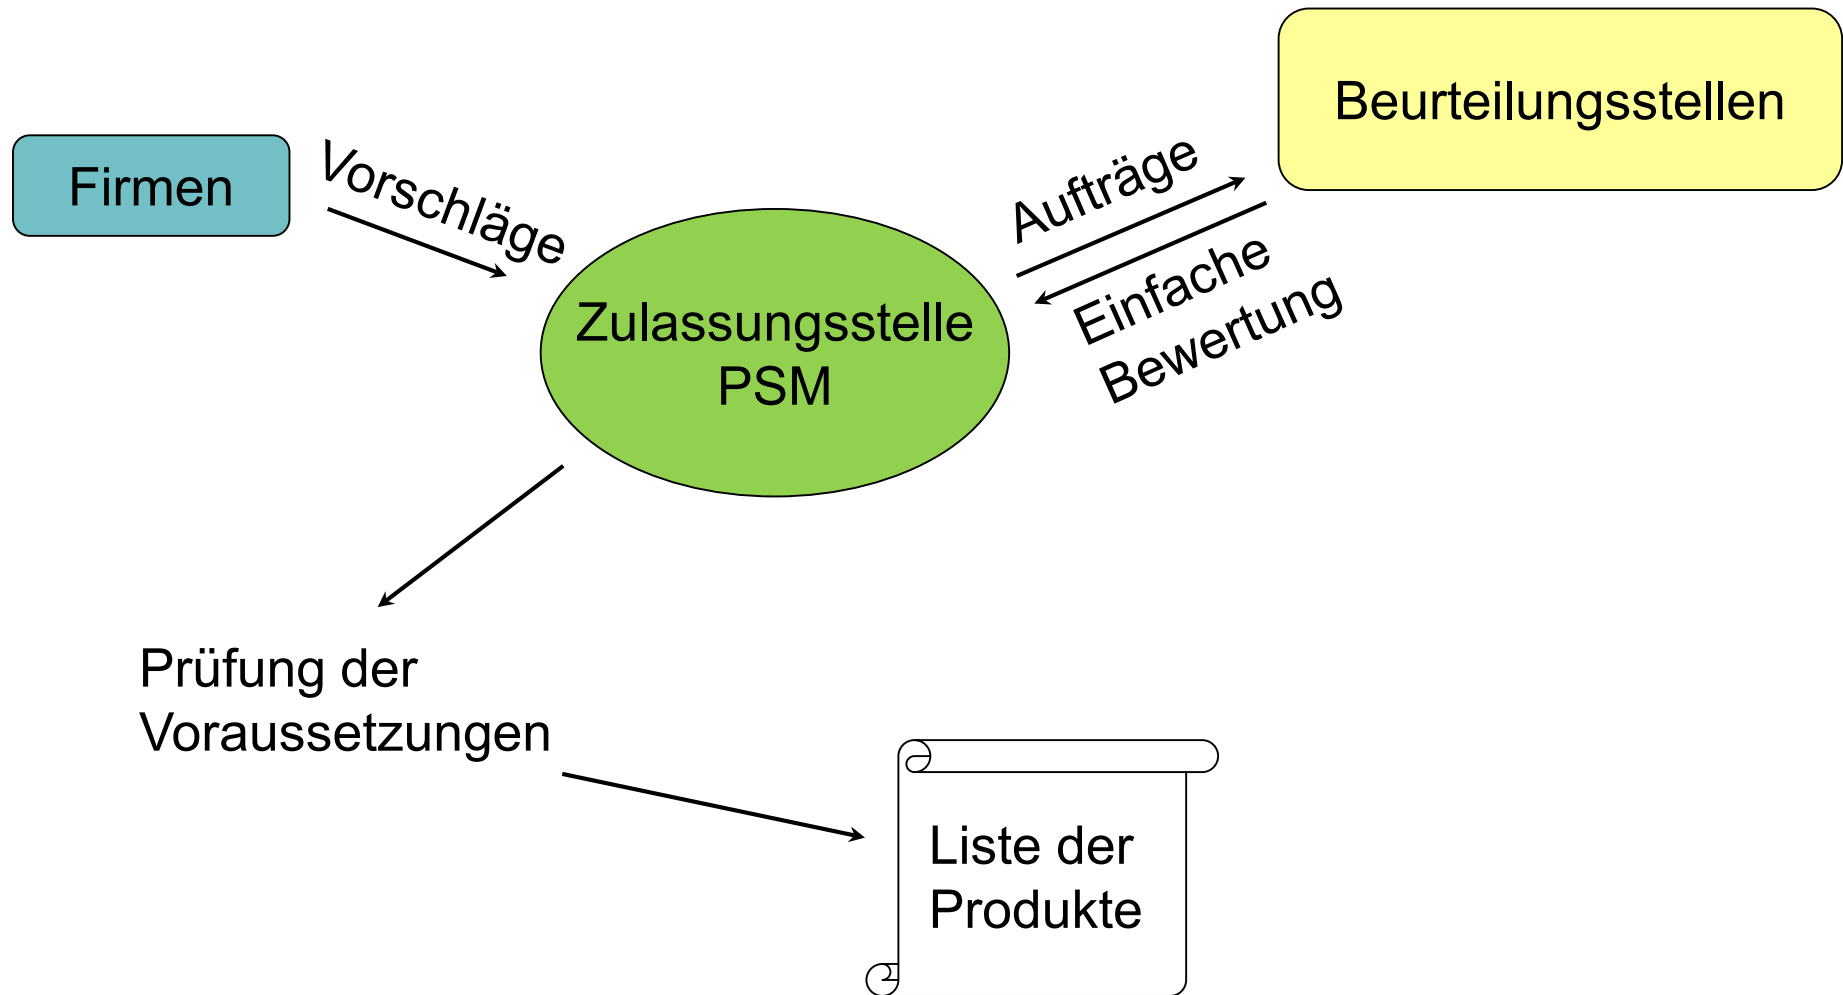 Beurteilungsstellen
Firmen
Vorschläge
Aufträge
Einfache
Bewertung
Zulassungsstelle
PSM
Prüfung der
Voraussetzungen
Liste der
Produkte